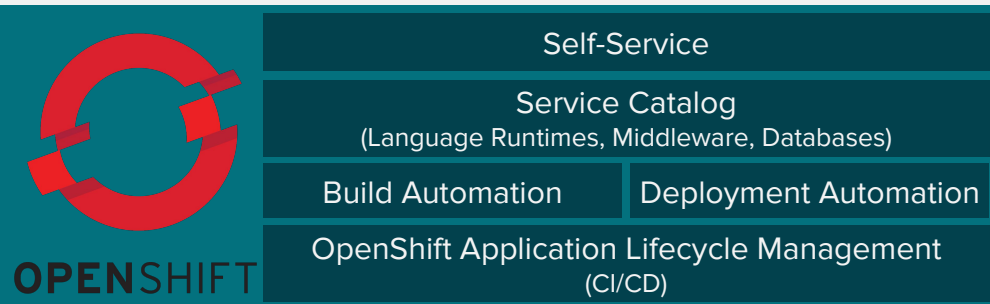 Self-Service
Service Catalog
(Language Runtimes, Middleware, Databases)
Build Automation
Deployment Automation
OpenShift Application Lifecycle Management
(CI/CD)
OPENSHIFT